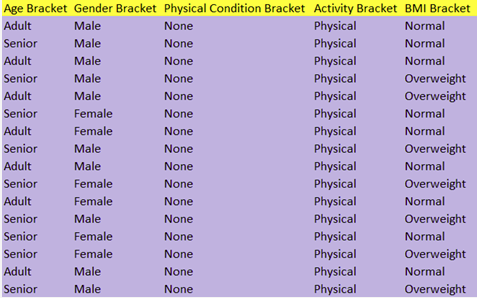 Age Bracket Gender Bracket Physical Condition Bracket Activity Bracket BMI Bracket
Adult Male None Physical Normal
Senior Male None Physical Normal
Adult Male None Physical Normal
Senior Male None Physical Overweight
Adult Male None Physical Overweight
Senior Female None Physical Normal
Adult Female None Physical Normal
Senior Male None Physical Overweight
Adult Male None Physical Normal
Senior Female None Physical Overweight
Adult Female None Physical Normal
Senior Male None Physical Overweight
Senior Female None Physical Normal
Senior Female None Physical Overweight
Adult Male None Physical Normal
Senior Male None Physical Overweight